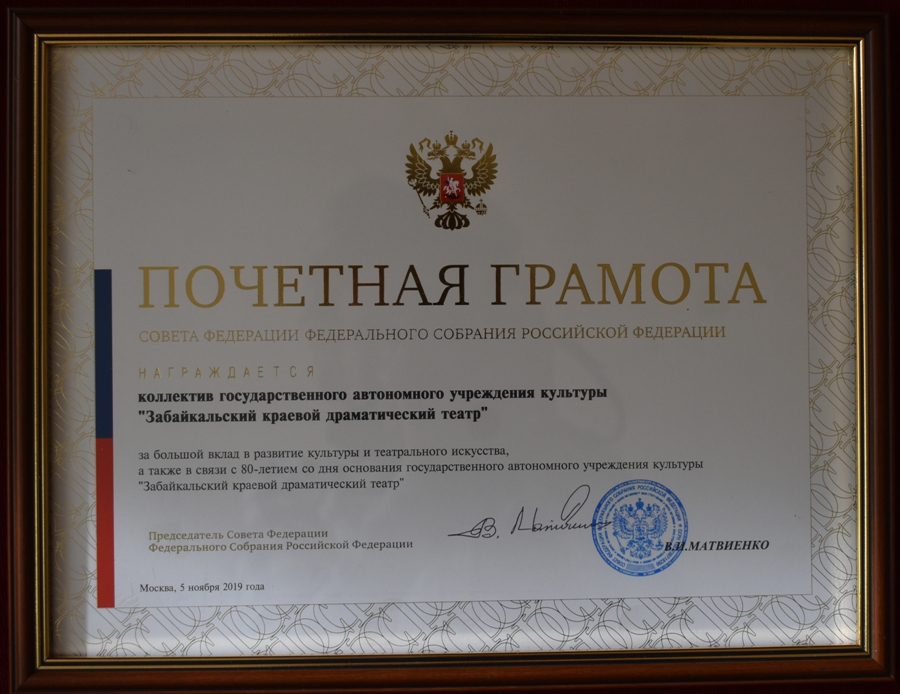 ПОЧЕТНАЯ ГРАМОТА
СОВЕТА ФЕДЕРАЦИИ ФЕДЕРАЛЬНОГО СОБРАНИЯ РОССИЙСКОЙ ФЕДЕРАЦИИ
НАГРАЖДАЕТСЯ
коллектив государственного автономного учреждения культуры
"Забайкальский краевой драматический театр"
за большой вклад в развитие культуры и театрального искусства,
а также в связи с 80-летием со дня основания государственного автономного учреждения культуры
"Забайкальский краевой драматический театр"
Председатель Совета Федерации
Федерального Собрания Российской Федерации
В.И.МАТВИЕНКО
Москва, 5 ноября 2019 года